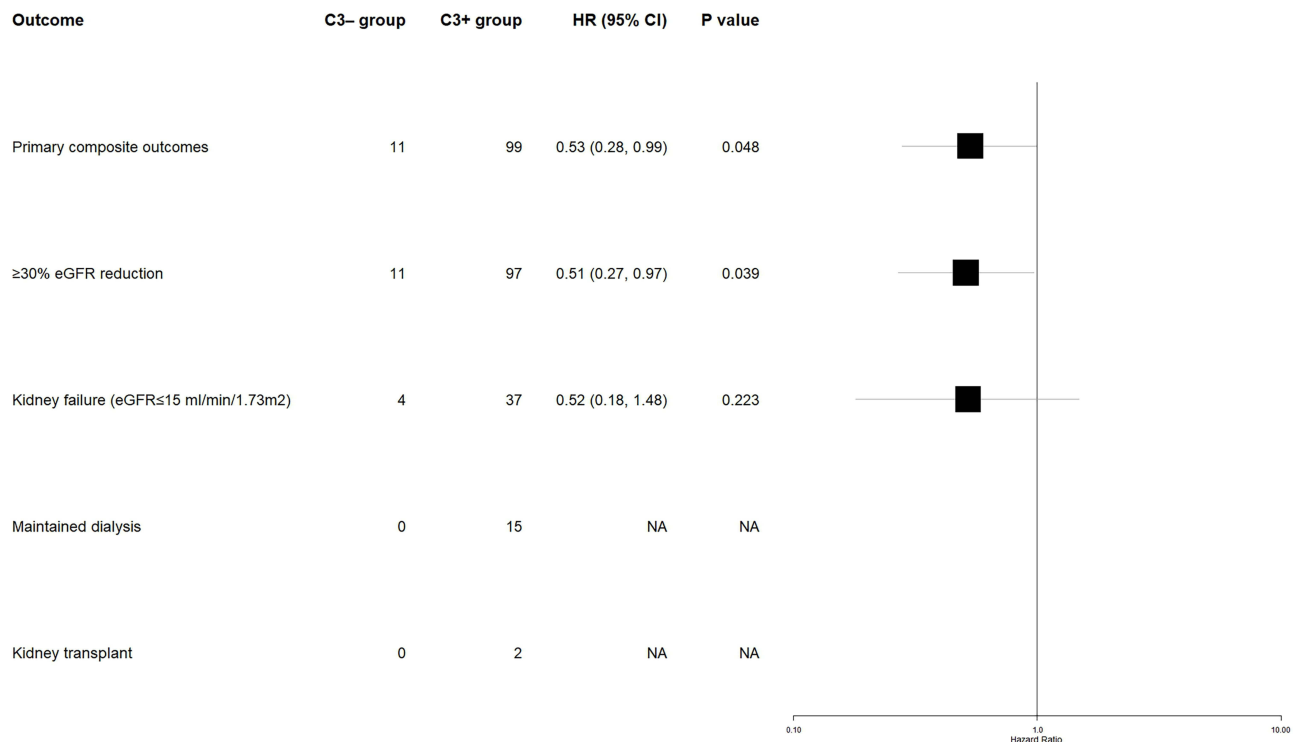 Outcome C3– group C3+ group HR (95% CI) P value
Primary composite outcomes 11 99 0.53 (0.28, 0.99) 0.048
≥30% eGFR reduction 11 97 0.51 (0.27, 0.97) 0.039
Kidney failure (eGFR≤15 ml/min/1.73m2) 4 37 0.52 (0.18, 1.48) 0.223
Maintained dialysis 0 15 NA NA
Kidney transplant 0 2 NA NA
0.10 1.0 10.00
Hazard Ratio